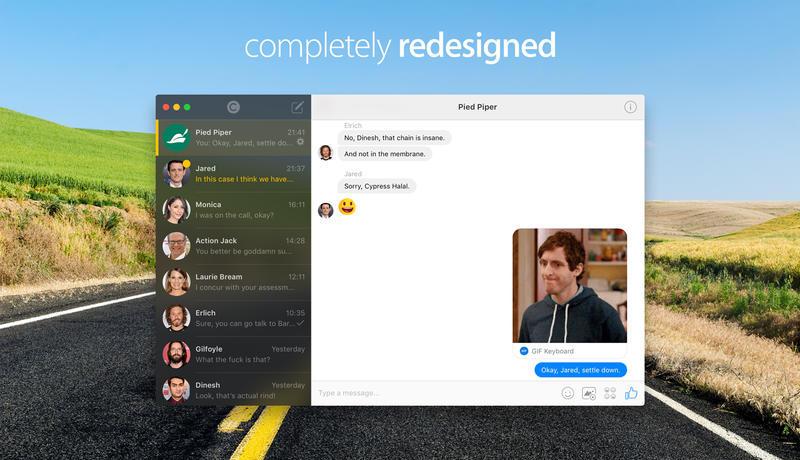 completely redesigned
Pied Piper
21:41
You: Okay, Jared, settle do...
Jared
21:37
In this case I think we have...
Monica
16:11
I was on the call, okay?
Action Jack
14:28
You better be goddamn su...
Laurie Bream
12:11
I concur with your assessm...
Erlich
10:35
Sure, you can go talk to Bar...
Gilfoyle
Yesterday
What the fuck is that?
Dinesh
Yesterday
Look, that's actual rind!
Pied Piper
Elrich
No, Dinesh, that chain is insane.
And not in the membrane.
Jared
Sorry, Cypress Halal.
GIF Keyboard
Okay, Jared, settle down.
Type a message...